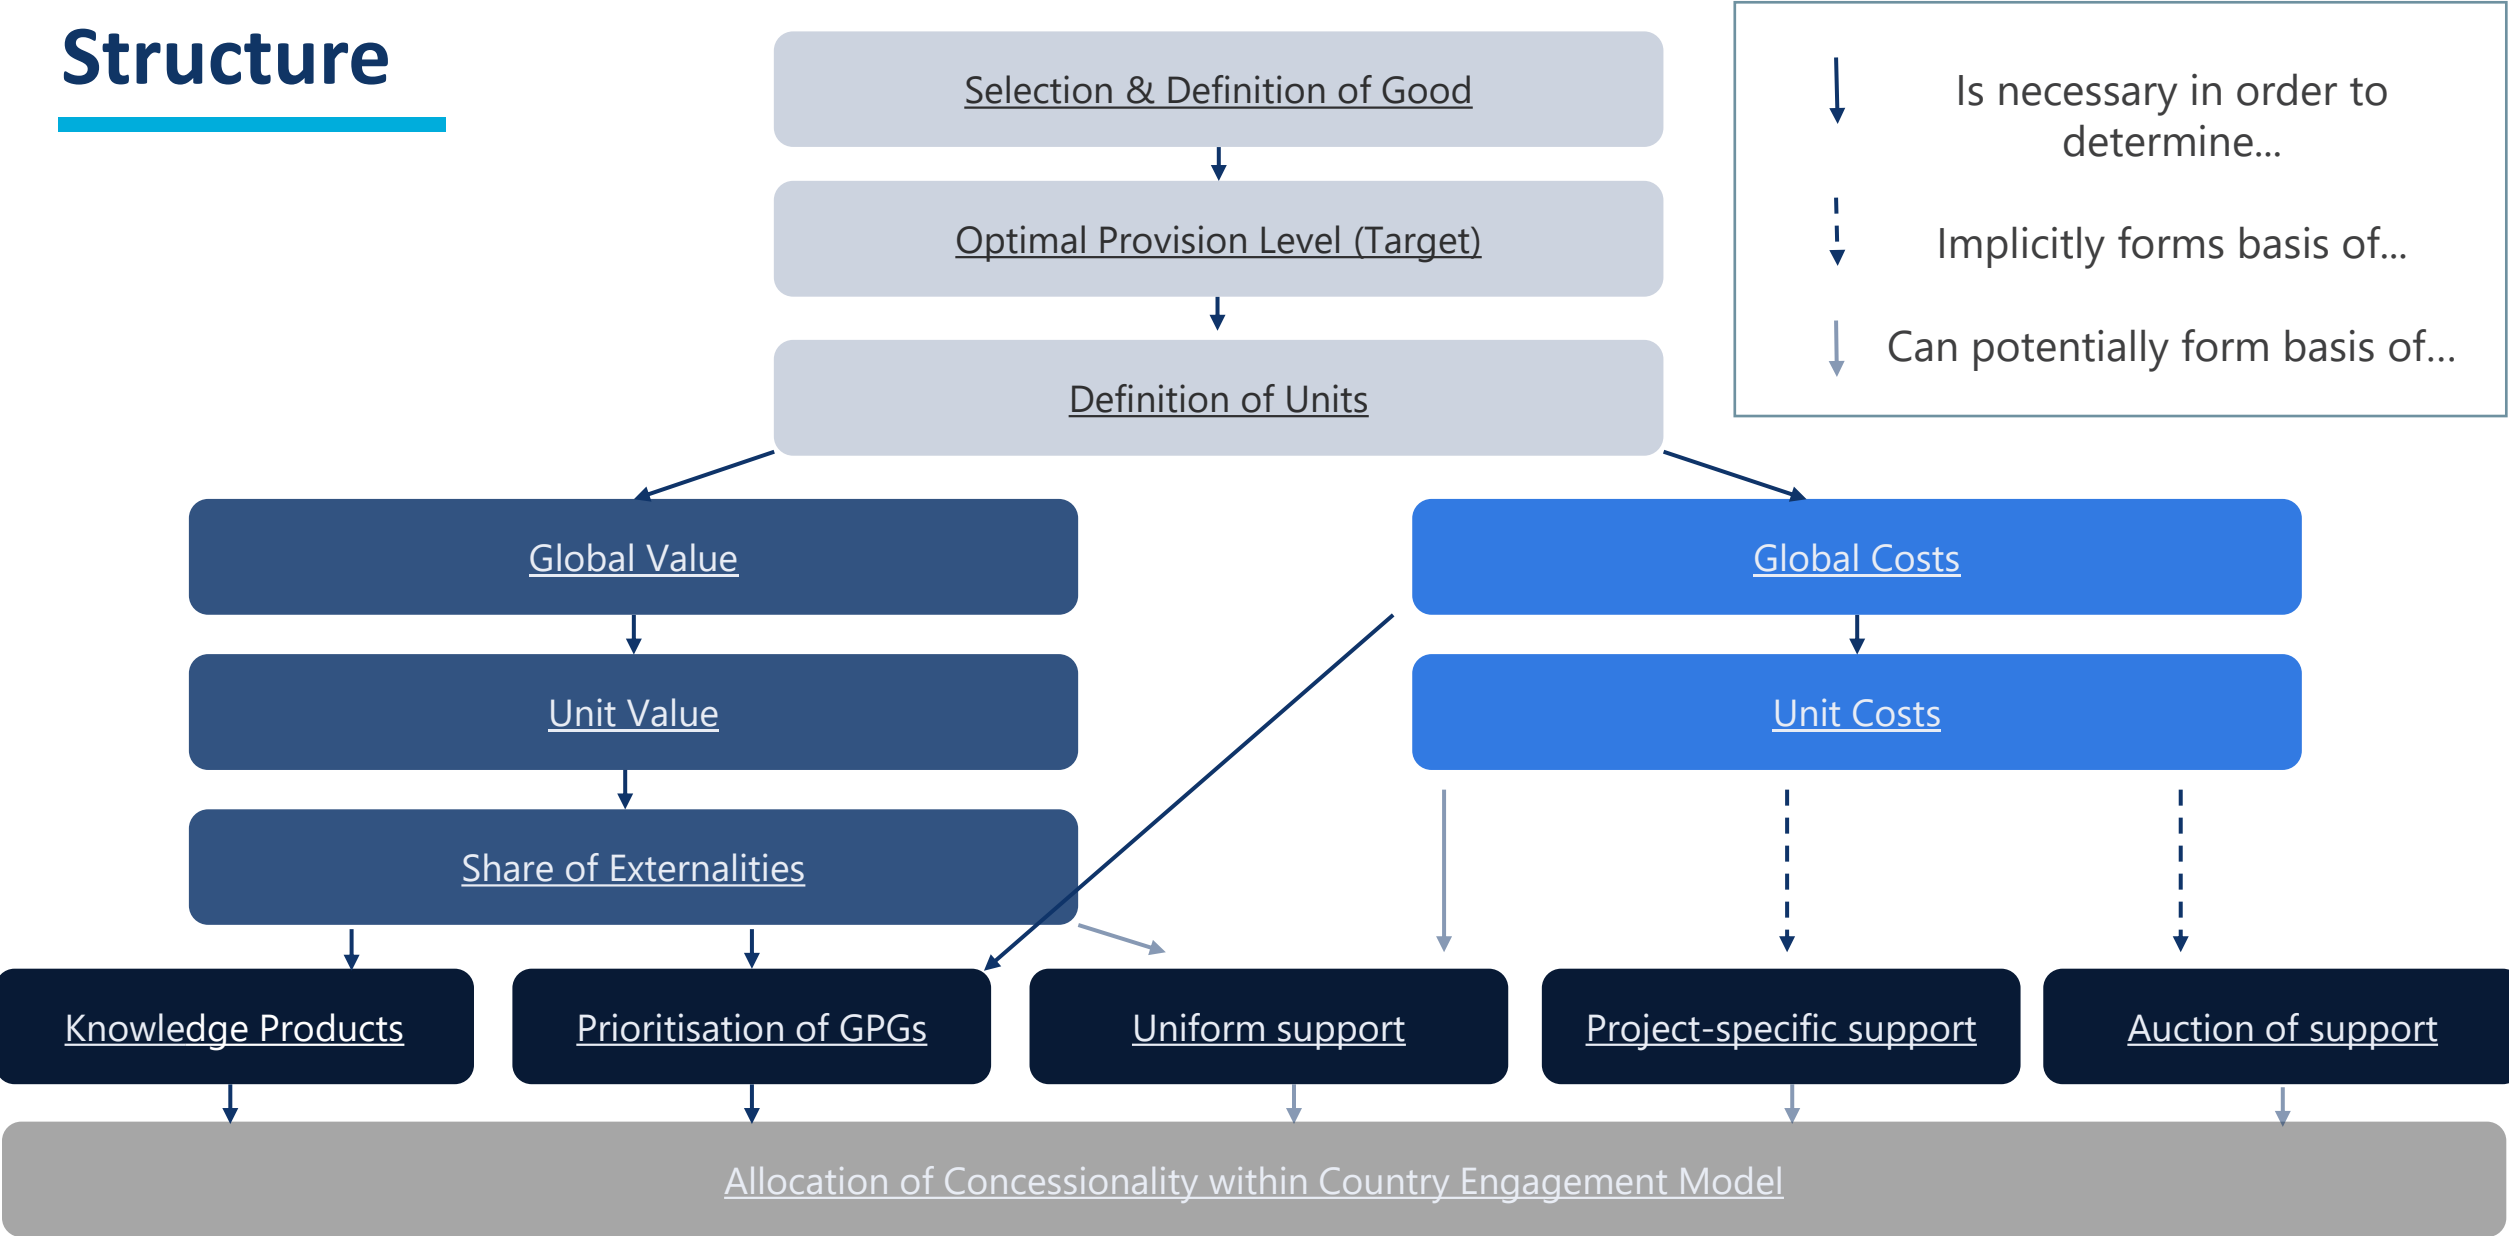 Structure
Selection & Definition of Good
Optimal Provision Level (Target)
Definition of Units
Is necessary in order to
determine...
Implicitly forms basis of...
Can potentially form basis of...
Global Value
Global Costs
Unit Value
Unit Costs
Share of Externalities
Knowledge Products
Prioritisation of GPGs
Uniform support
Project-specific support
Auction of support
Allocation of Concessionality within Country Engagement Model